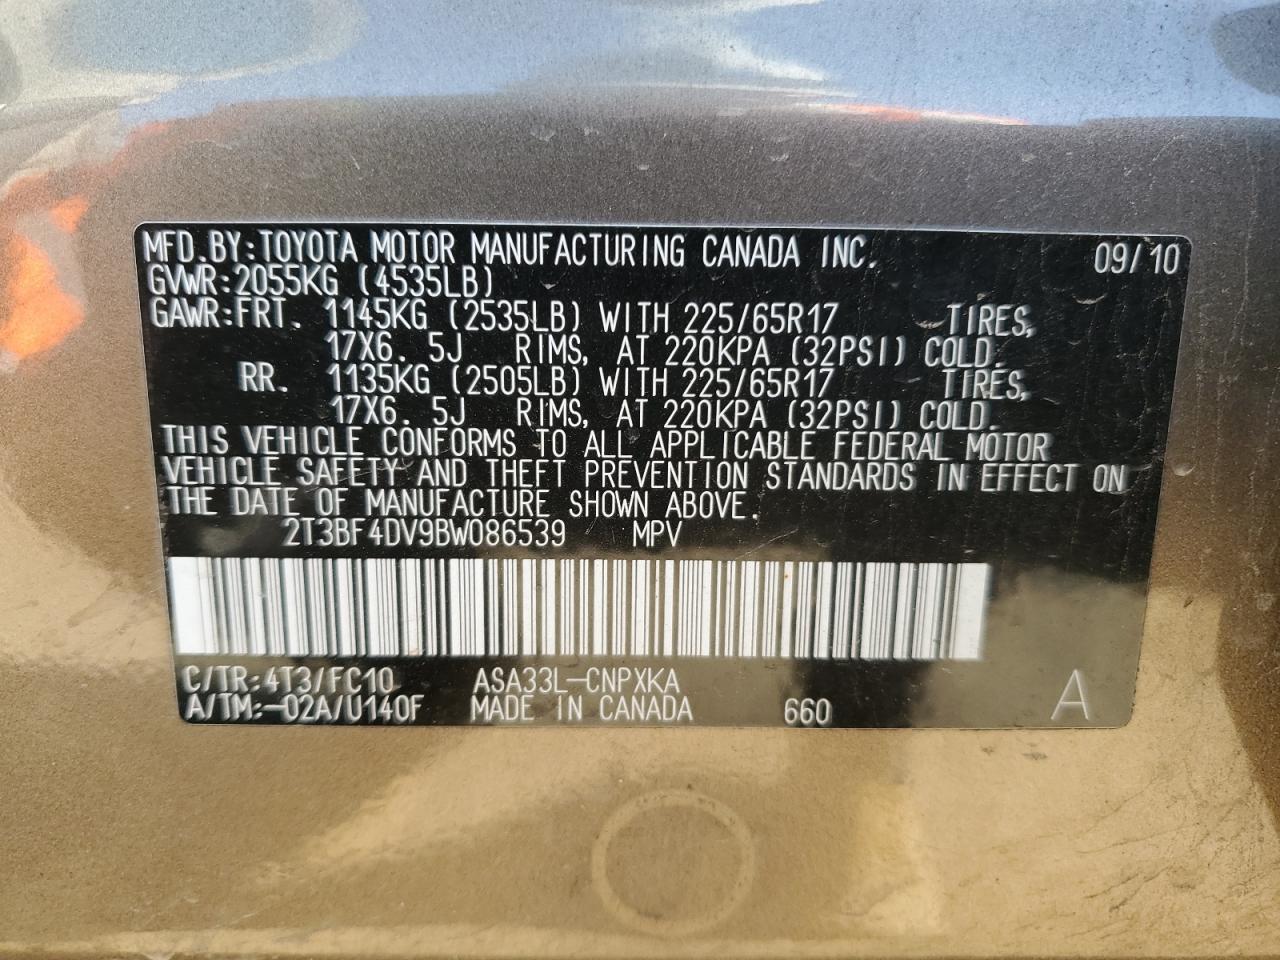 MFD.BY:TOYOTA MOTOR MANUFACTURING CANADA INC. 09/10
GVWR:2055KG (4535LB)
GAWR:FRT. 1145KG (2535LB) WITH 225/65R17 TIRES,
17X6.5J RIMS, AT 220KPA (32PSI) COLD.
RR. 1135KG (2505LB) WITH 225/65R17 TIRES,
17X6.5J RIMS, AT 220KPA (32PSI) COLD.
THIS VEHICLE CONFORMS TO ALL APPLICABLE FEDERAL MOTOR
VEHICLE SAFETY AND THEFT PREVENTION STANDARDS IN EFFECT ON
THE DATE OF MANUFACTURE SHOWN ABOVE.
2T3BF4DV9BW086539 MPV
C/TR:4T3/FC10 ASA33L-CNPXKA
A/TM:-02A/U140F MADE IN CANADA 660 A